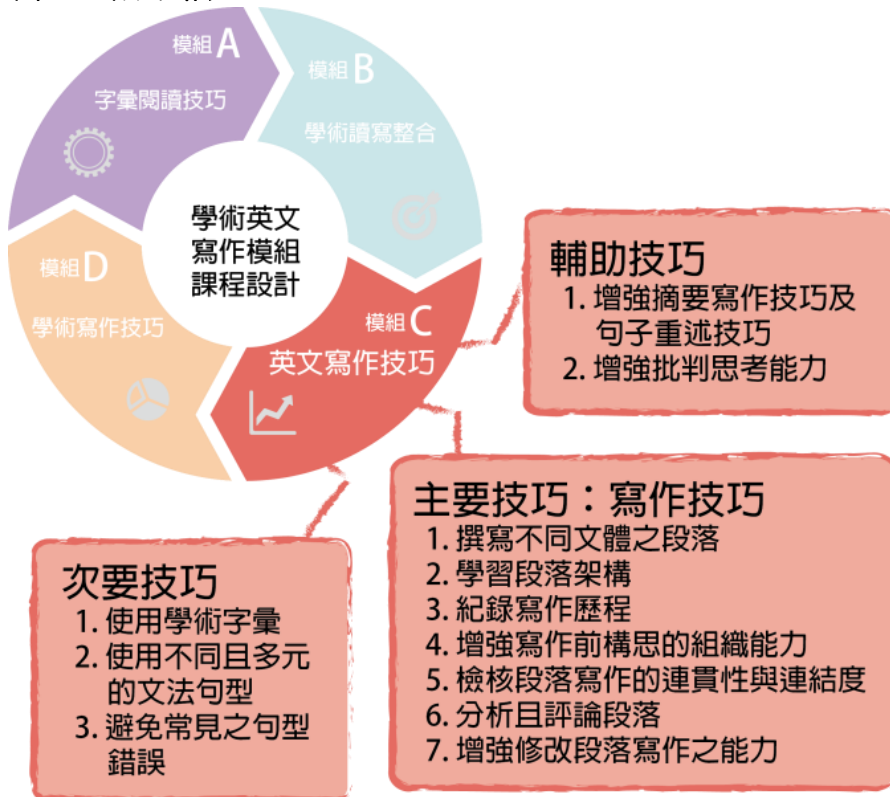 模組A
字彙閱讀技巧
模組B
學術讀寫整合
學術英文
寫作模組
課程設計
模組D
學術寫作技巧
模組C
英文寫作技巧
輔助技巧
1. 增強摘要寫作技巧及
句子重述技巧
2. 增強批判思考能力
主要技巧：寫作技巧
1. 撰寫不同文體之段落
2. 學習段落架構
3. 紀錄寫作歷程
4. 增強寫作前構思的組織能力
5. 檢核段落寫作的連貫性與連結度
6. 分析且評論段落
7. 增強修改段落寫作之能力
次要技巧
1. 使用學術字彙
2. 使用不同且多元
的文法句型
3. 避免常見之句型
錯誤